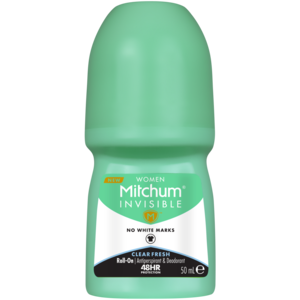 WOMEN
Mitchum®
INVISIBLE
NO WHITE MARKS
CLEAR FRESH
Roll-On | Antiperspirant & Deodorant
48HR
PROTECTION
50 mL